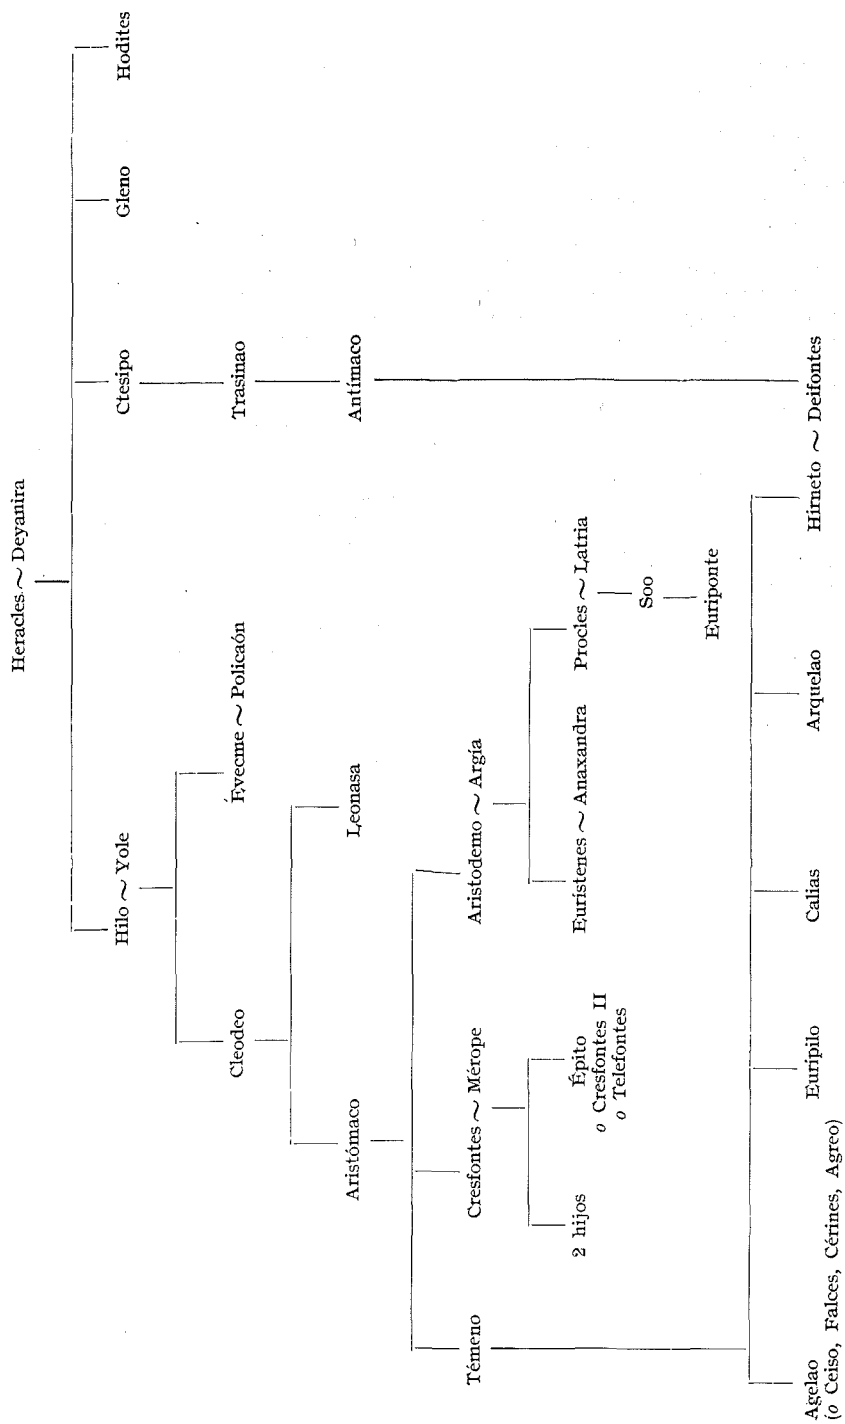 Heracles ~ Deyanira
Hilo ~ Yole
Ctesipo
Gleno
Hodites
Cleodeo
Évecme ~ Policaón
Trasinao
Aristómaco
Leonasa
Antímaco
Témeno
Cresfontes ~ Mérope
Aristodemo ~ Argía
2 hijos
Épito
o Cresfontes II
o Telefontes
Eurístenes ~ Anaxandra
Procles ~ Latria
Soo
Euriponte
Agelao
(o Ceiso, Falces, Cérines, Agreo)
Eurípilo
Calias
Arquelao
Hirneto ~ Deifontes